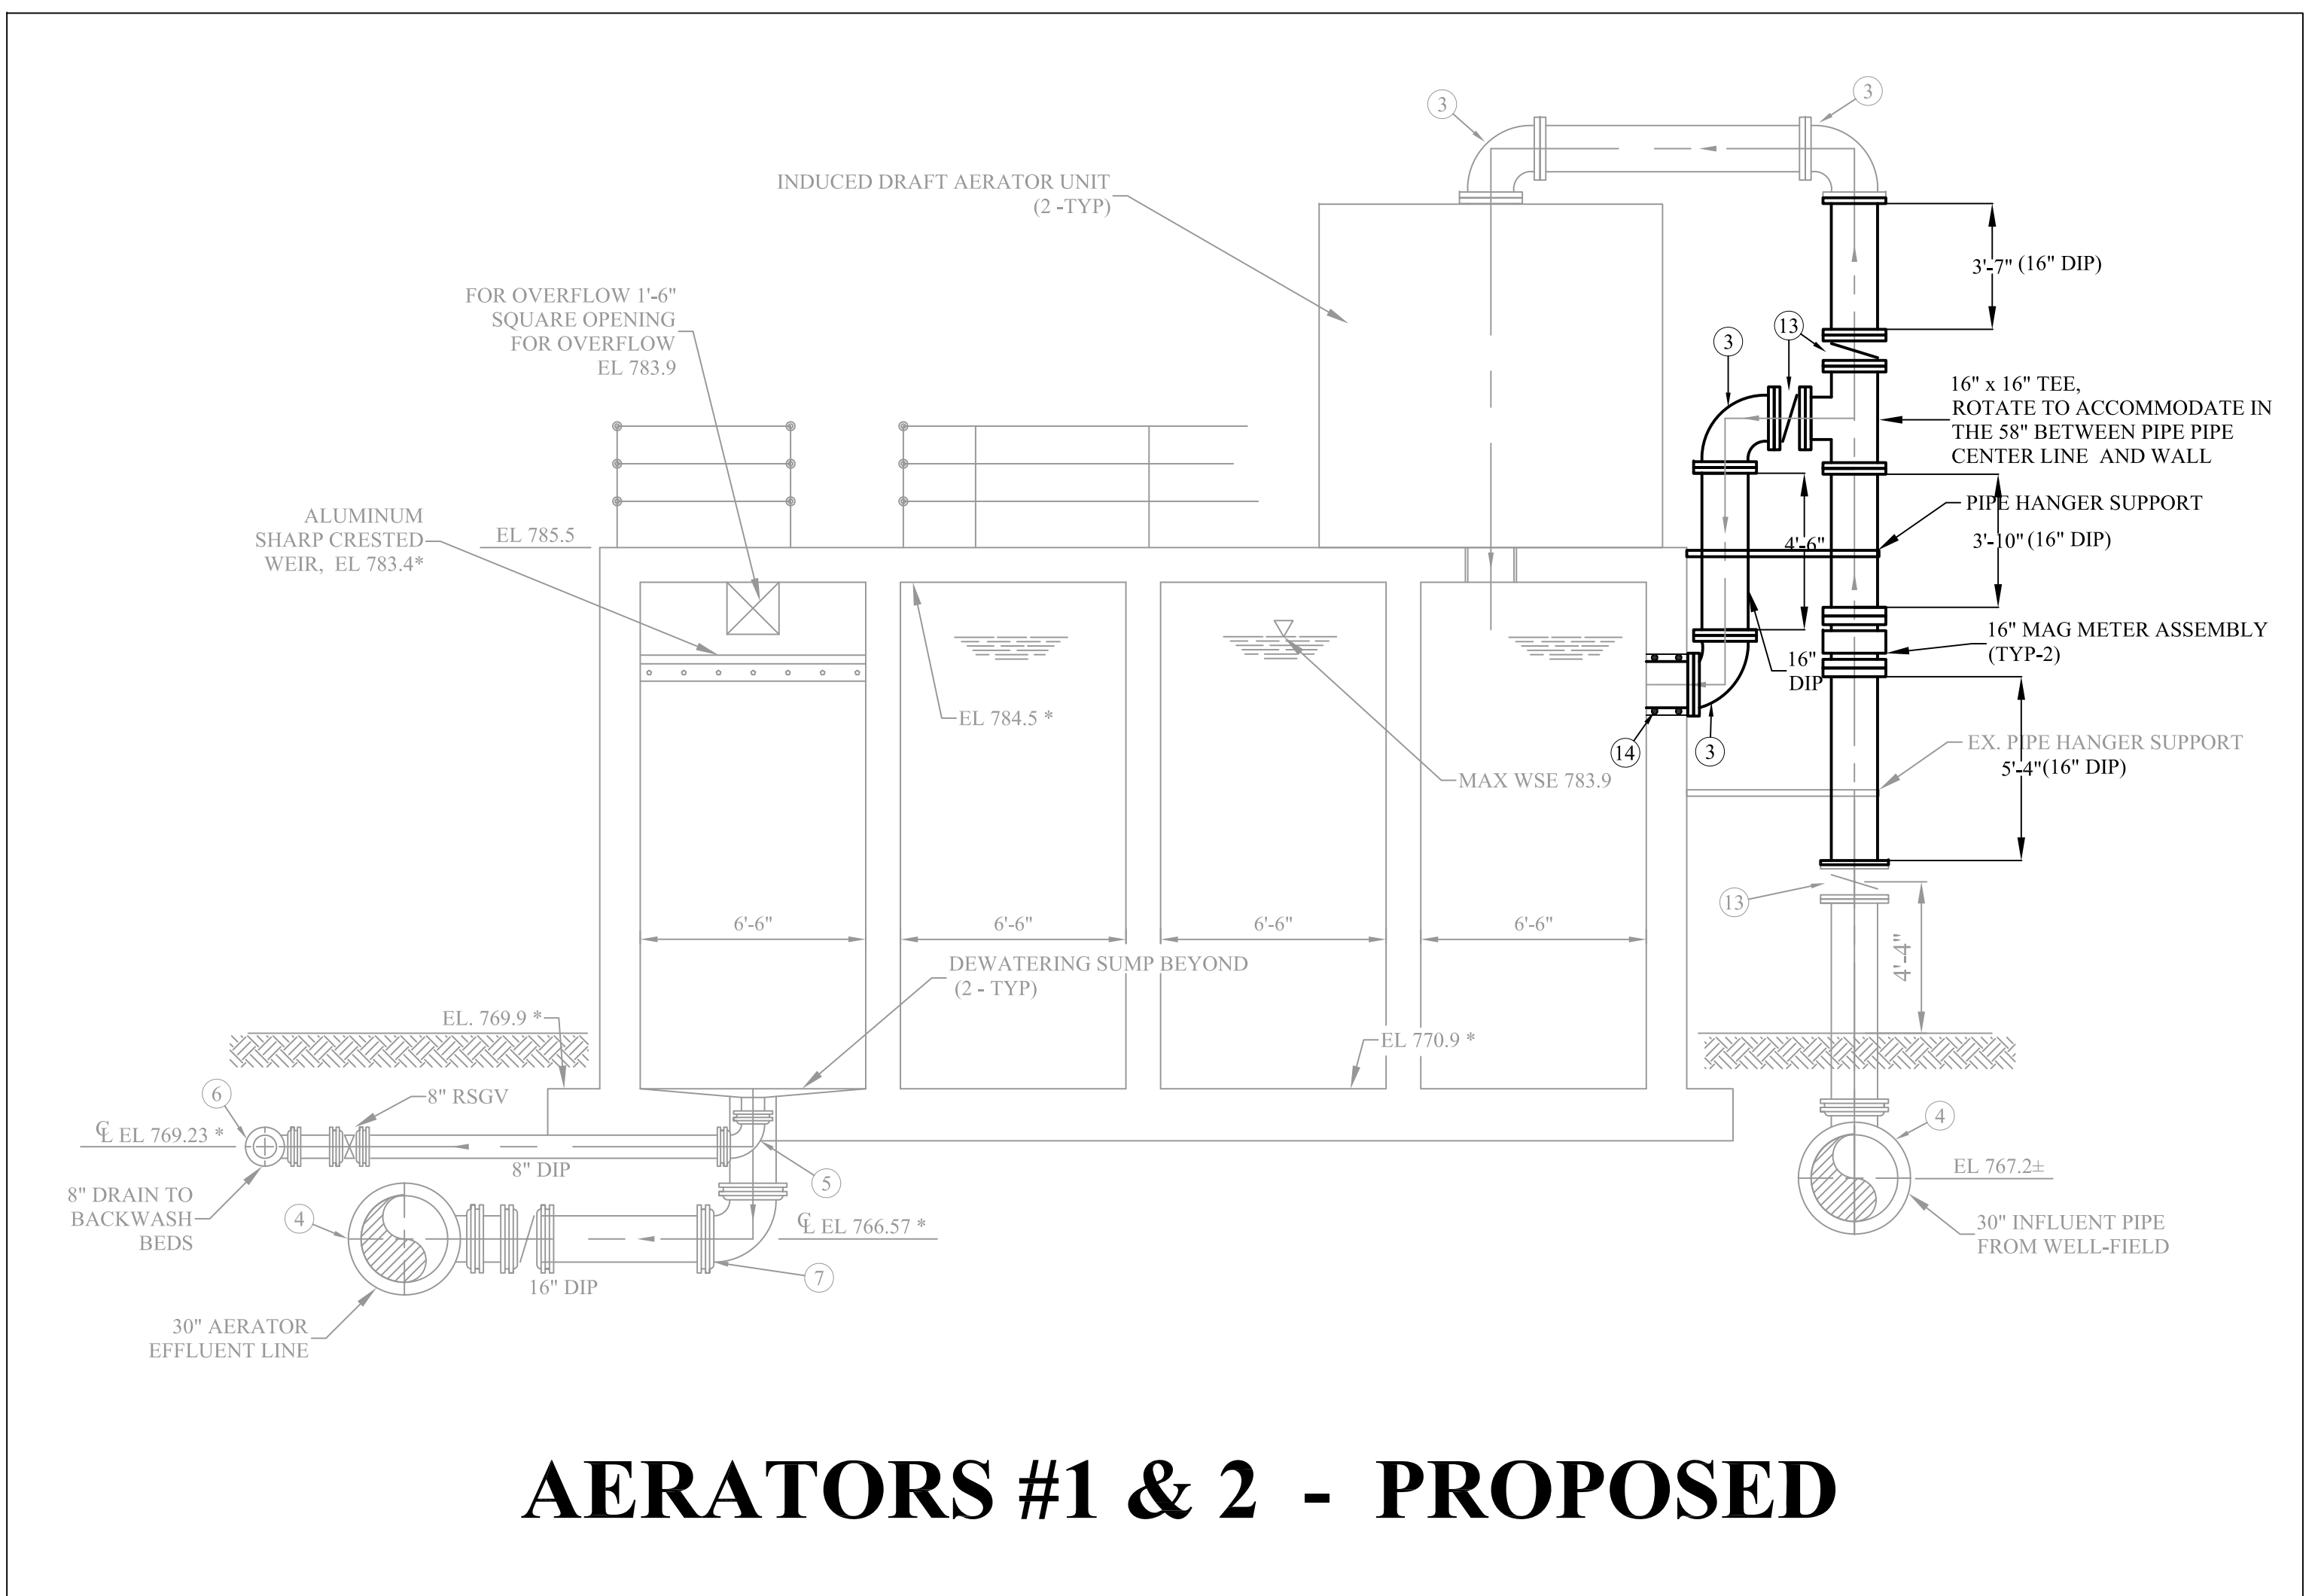 3
3
INDUCED DRAFT AERATOR UNIT
(2 -TYP)
3'-7" (16" DIP)
FOR OVERFLOW 1'-6"
SQUARE OPENING
FOR OVERFLOW
EL 783.9
13
3
16" x 16" TEE,
ROTATE TO ACCOMMODATE IN
THE 58" BETWEEN PIPE PIPE
CENTER LINE AND WALL
ALUMINUM
SHARP CRESTED
WEIR, EL 783.4*
EL 785.5
PIPE HANGER SUPPORT
4'-6"
3'-10" (16" DIP)
16" MAG METER ASSEMBLY
(TYP-2)
16"
DIP
EL 784.5 *
14
3
MAX WSE 783.9
EX. PIPE HANGER SUPPORT
5'-4"(16" DIP)
13
6'-6"
6'-6"
6'-6"
6'-6"
4'-4"
DEWATERING SUMP BEYOND
(2 - TYP)
EL. 769.9 *
EL 770.9 *
6
8" RSGV
℄ EL 769.23 *
8" DIP
5
4
EL 767.2±
8" DRAIN TO
BACKWASH
BEDS
4
℄ EL 766.57 *
30" INFLUENT PIPE
FROM WELL-FIELD
16" DIP
7
30" AERATOR
EFFLUENT LINE
AERATORS #1 & 2 - PROPOSED